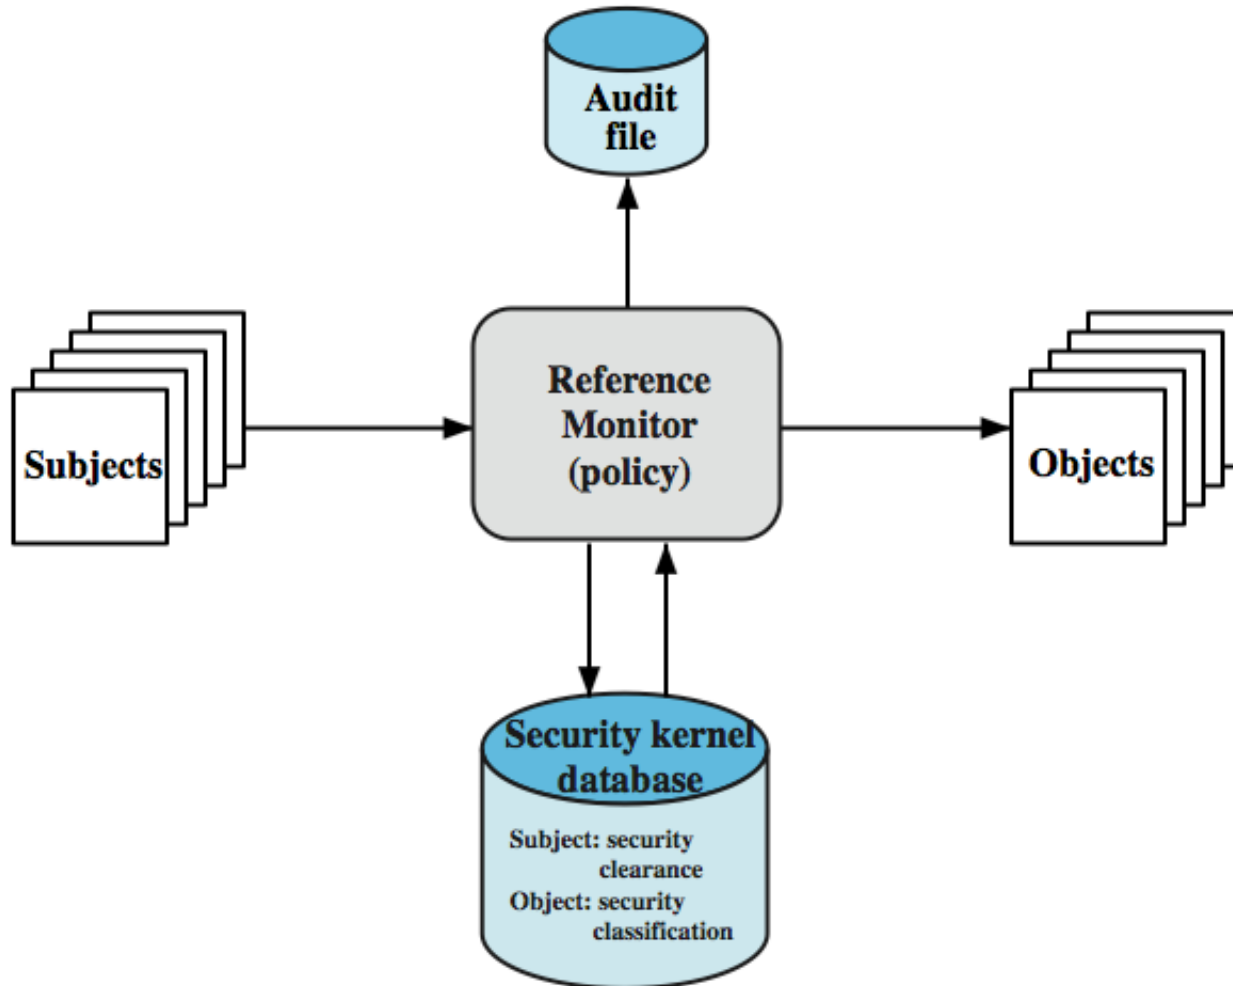 Audit
file
Subjects
Reference
Monitor
(policy)
Objects
Security kernel
database
Subject: security
clearance
Object: security
classification